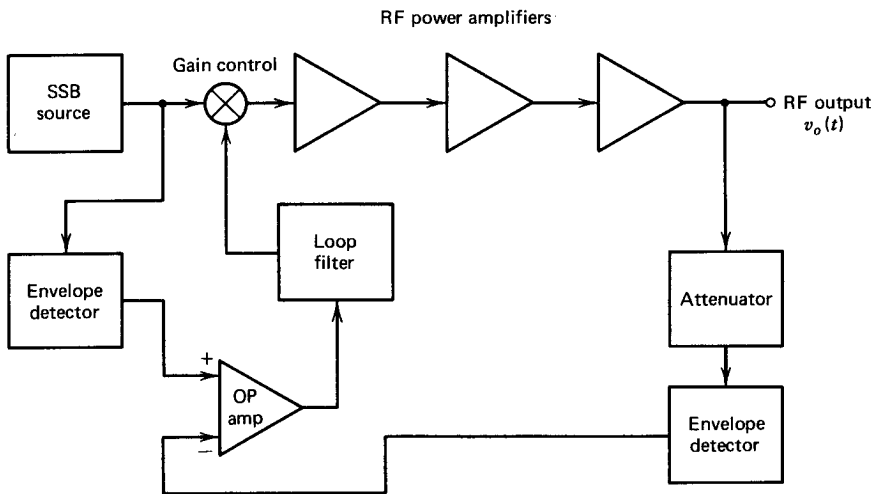 RF power amplifiers
SSB
source
Gain control
RF output
v_o(t)
Envelope
detector
Loop
filter
Attenuator
+
OP
amp
−
Envelope
detector